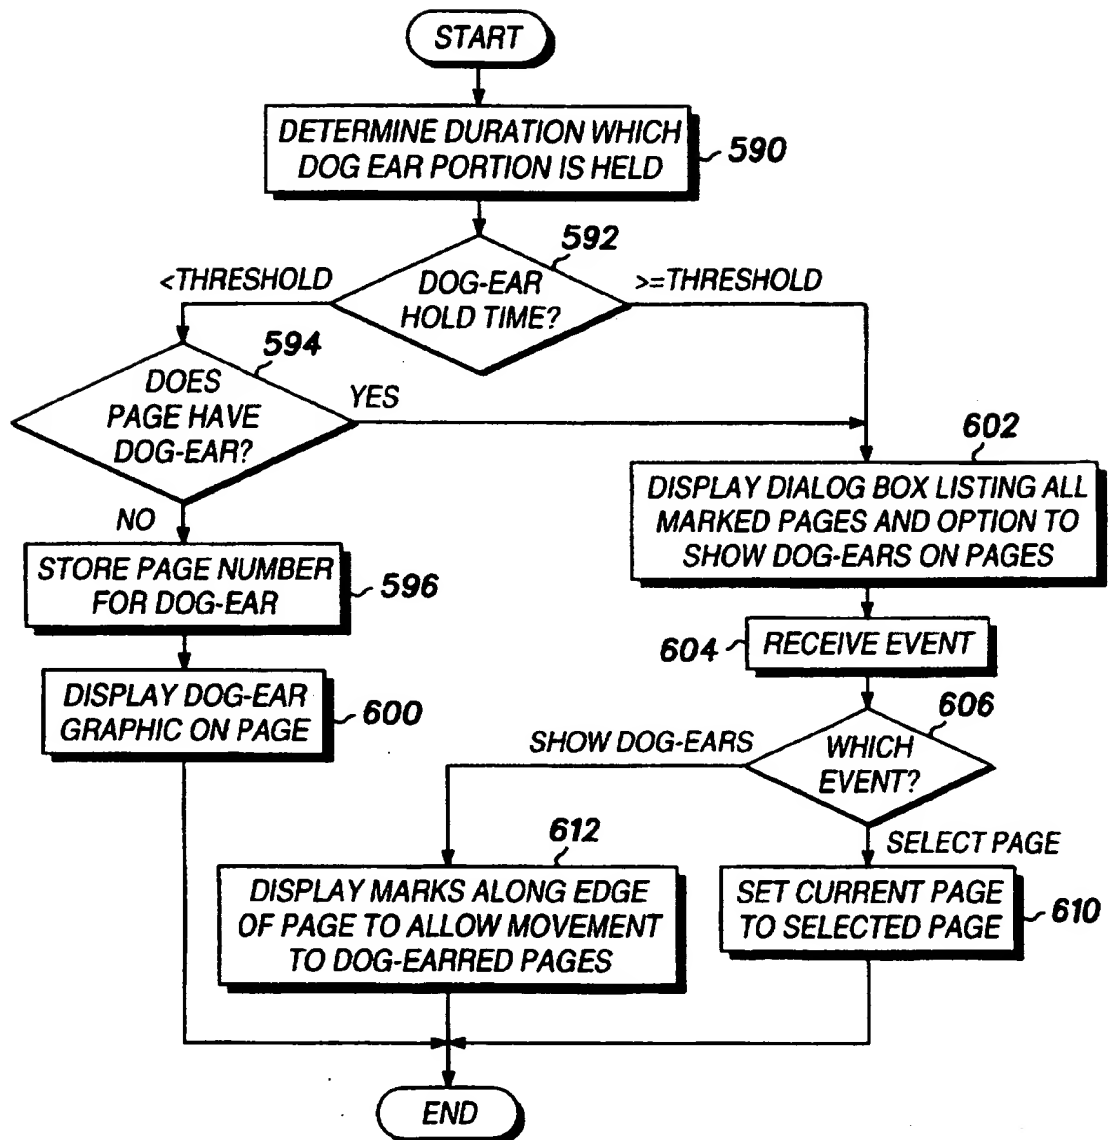 START
DETERMINE DURATION WHICH
DOG EAR PORTION IS HELD
590
592
<THRESHOLD
DOG-EAR
HOLD TIME?
>=THRESHOLD
594
DOES
PAGE HAVE
DOG-EAR?
YES
NO
602
DISPLAY DIALOG BOX LISTING ALL
MARKED PAGES AND OPTION TO
SHOW DOG-EARS ON PAGES
STORE PAGE NUMBER
FOR DOG-EAR
596
604
RECEIVE EVENT
DISPLAY DOG-EAR
GRAPHIC ON PAGE
600
606
SHOW DOG-EARS
WHICH
EVENT?
SELECT PAGE
612
DISPLAY MARKS ALONG EDGE
OF PAGE TO ALLOW MOVEMENT
TO DOG-EARRED PAGES
SET CURRENT PAGE
TO SELECTED PAGE
610
END